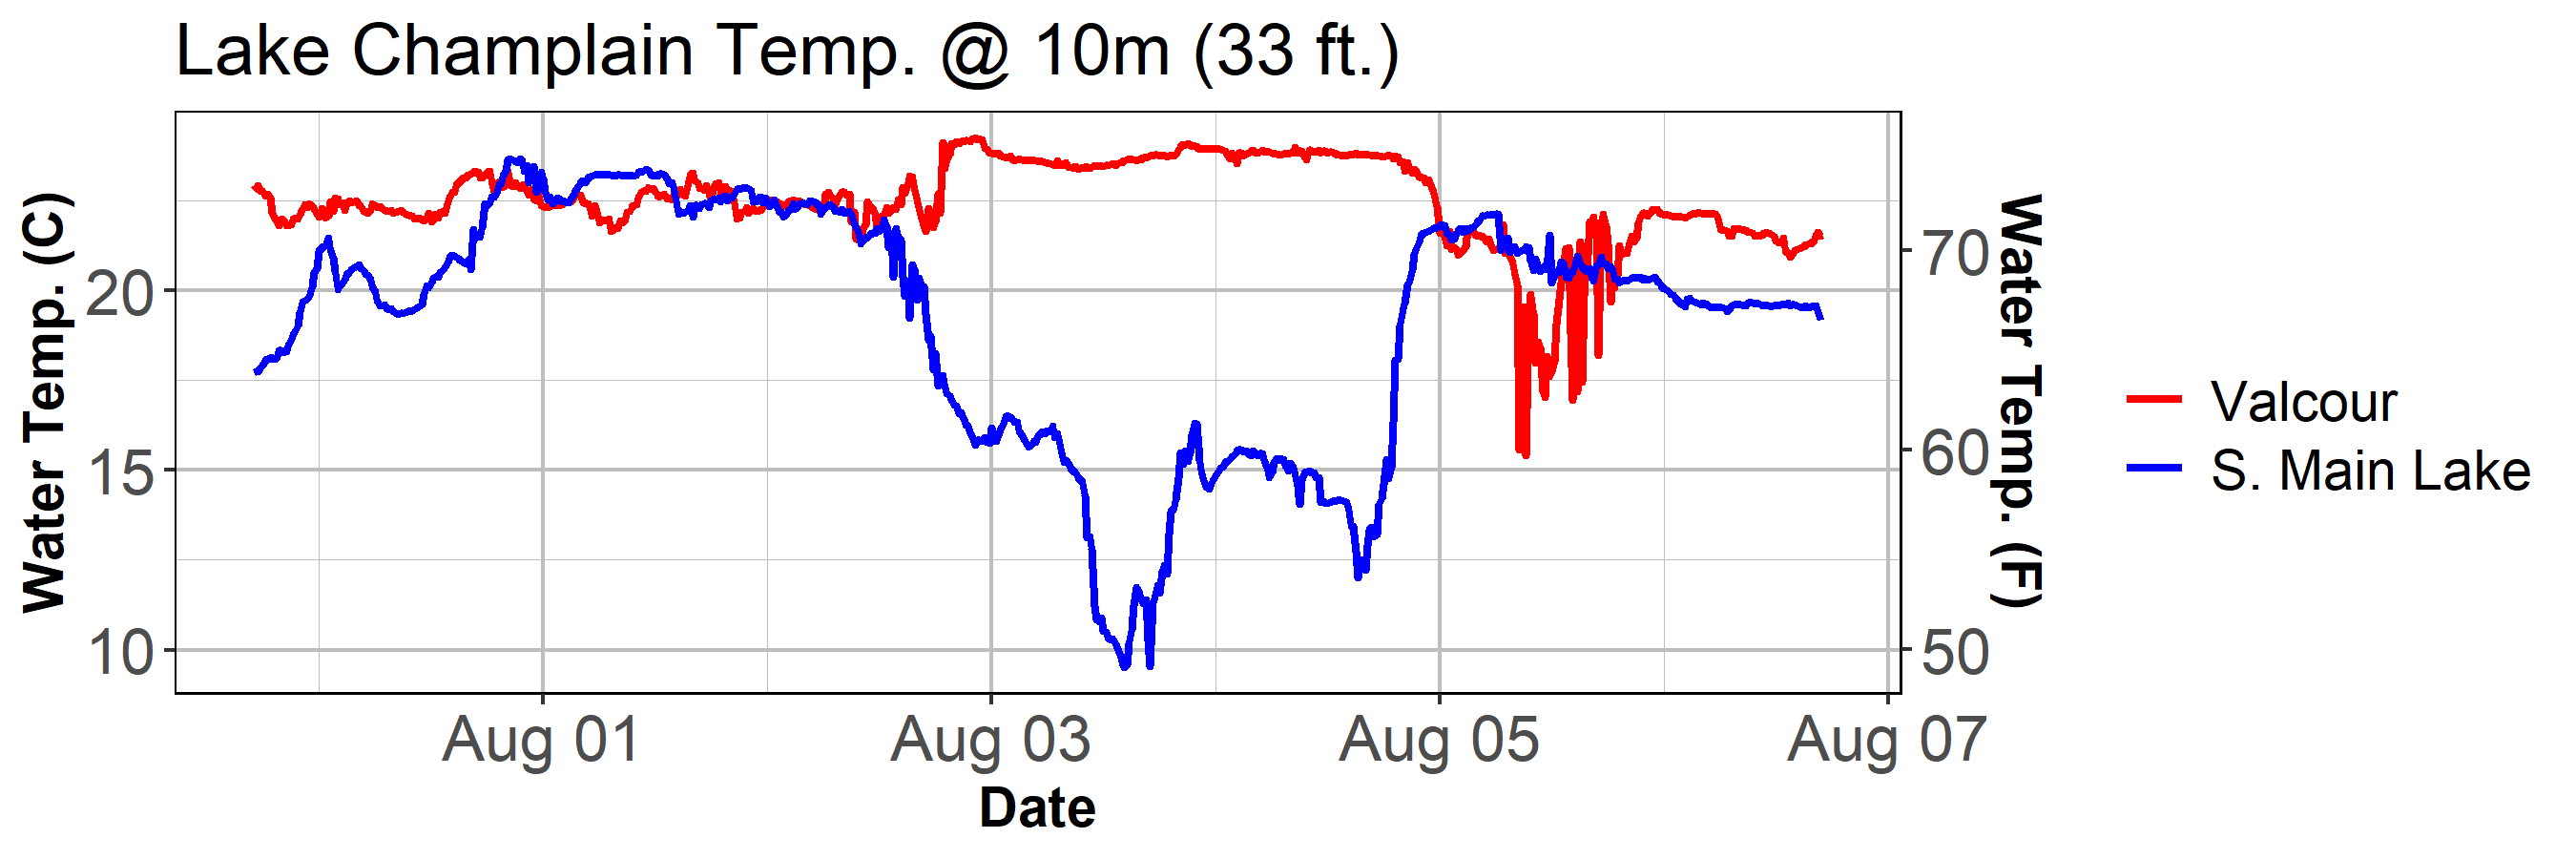 Lake Champlain Temp. @ 10m (33 ft.)
Water Temp. (C)
20
15
10
70
60
50
Water Temp. (F)
Aug 01
Aug 03
Aug 05
Aug 07
Date
Valcour
S. Main Lake